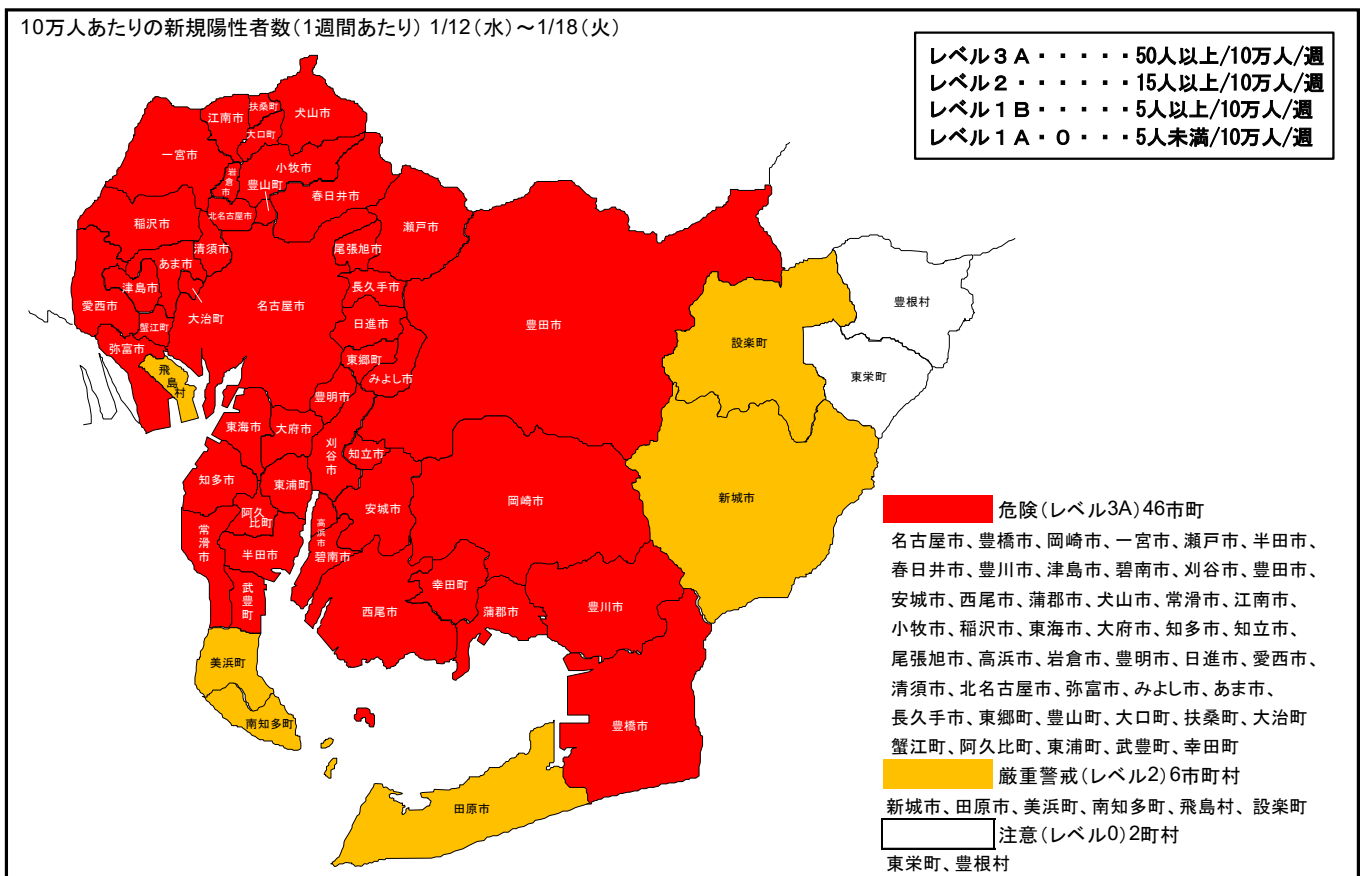 10万人あたりの新規陽性者数(1週間あたり) 1/12(水)～1/18(火)
レベル3A・・・・・50人以上/10万人/週
レベル2・・・・・15人以上/10万人/週
レベル1B・・・・・5人以上/10万人/週
レベル1A・0・・・5人未満/10万人/週
扶桑町
江南市
犬山市
大口町
一宮市
小牧市
岩倉市
豊山町
春日井市
北名古屋市
稲沢市
瀬戸市
清須市
尾張旭市
あま市
津島市
長久手市
愛西市
名古屋市
豊根村
大治町
蟹江町
日進市
豊田市
設楽町
弥富市
東郷町
飛島村
みよし市
東栄町
豊明市
東海市
大府市
刈谷市
知立市
知多市
東浦町
新城市
岡崎市
安城市
阿久比町
高浜市
常滑市
半田市
碧南市
幸田町
武豊町
西尾市
蒲郡市
豊川市
美浜町
南知多町
豊橋市
田原市
危険(レベル3A)46市町
名古屋市、豊橋市、岡崎市、一宮市、瀬戸市、半田市、
春日井市、豊川市、津島市、碧南市、刈谷市、豊田市、
安城市、西尾市、蒲郡市、犬山市、常滑市、江南市、
小牧市、稲沢市、東海市、大府市、知多市、知立市、
尾張旭市、高浜市、岩倉市、豊明市、日進市、愛西市、
清須市、北名古屋市、弥富市、みよし市、あま市、
長久手市、東郷町、豊山町、大口町、扶桑町、大治町
蟹江町、阿久比町、東浦町、武豊町、幸田町
厳重警戒(レベル2)6市町村
新城市、田原市、美浜町、南知多町、飛島村、設楽町
注意(レベル0)2町村
東栄町、豊根村